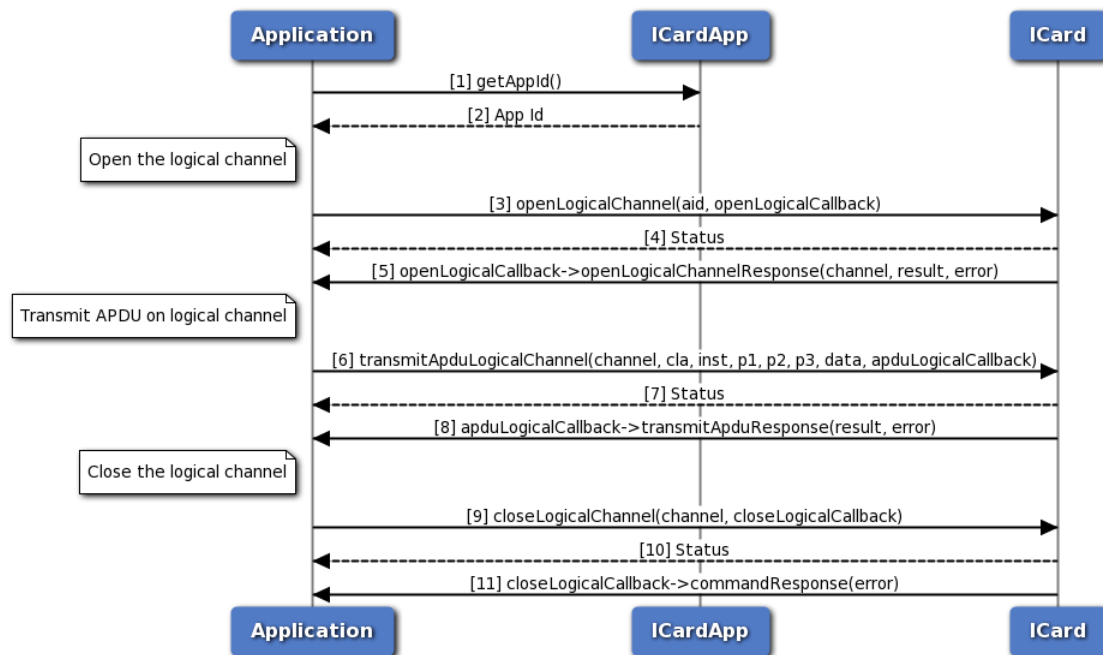 Application
ICardApp
ICard
[1] getAppId()
[2] App Id
Open the logical channel
[3] openLogicalChannel(aid, openLogicalCallback)
[4] Status
[5] openLogicalCallback->openLogicalChannelResponse(channel, result, error)
Transmit APDU on logical channel
[6] transmitApduLogicalChannel(channel, cla, inst, p1, p2, p3, data, apduLogicalCallback)
[7] Status
[8] apduLogicalCallback->transmitApduResponse(result, error)
Close the logical channel
[9] closeLogicalChannel(channel, closeLogicalCallback)
[10] Status
[11] closeLogicalCallback->commandResponse(error)
Application
ICardApp
ICard